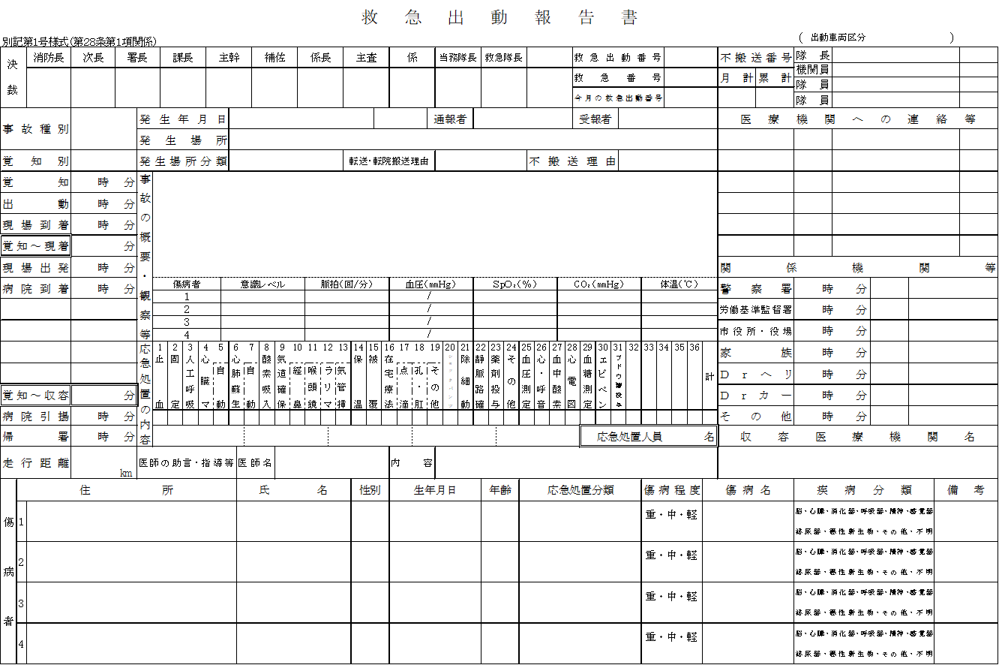 救急出動報告書
別記第1号様式(第28条第1項関係)
( 出動車両区分 )
決裁 消防長 次長 署長 課長 主幹 補佐 係長 主査 係 当務隊長 救急隊長 救急出動番号 不搬送番号 隊長
機関員
救急番号 月計 累計 隊員
今月の救急出動番号 隊員
事故種別 発生年月日 通報者 受報者 医療機関への連絡等
発生場所
覚知別 発生場所分類 転送・転院搬送理由 不搬送理由
覚知 時 分 事故の概要・観察等
出動 時 分
現場到着 時 分
覚知～現着 分
現場出発 時 分 関係機関等
病院到着 時 分 傷病者 意識レベル 脈拍(回/分) 血圧(mmHg) SpO₂(%) CO₂(mmHg) 体温(℃) 警察署 時 分
1 /
2 / 労働基準監督署 時 分
3 / 市役所・役場 時 分
4 /
応急処置の内容 1 2 3 4 5 6 7 8 9 10 11 12 13 14 15 16 17 18 19 20 21 22 23 24 25 26 27 28 29 30 31 32 33 34 35 36 計
止血 固定 人工呼吸 心臓マ 自動 心肺蘇生 自動 酸素吸入 気道確保 経鼻 喉頭鏡 ラリマ 気管挿 保温 被覆 在宅療法 点滴 孔・肛 その他 除細動 静脈路確 薬剤投与 その他 血圧測定 心・呼音 血中酸素 心電図 血糖測定 エピペン
家族 時 分
Drヘリ 時 分
覚知～収容 分 Drカー 時 分
病院引揚 時 分 その他 時 分
帰署 時 分 応急処置人員 名 収容医療機関名
走行距離 km 医師の助言・指導等 医師名 内容
傷病者 住所 氏名 性別 生年月日 年齢 応急処置分類 傷病程度 傷病名 疾病分類 備考
1 重・中・軽 脳・心臓・消化器・呼吸器・精神・感覚器
泌尿器・悪性新生物・その他・不明
2 重・中・軽 脳・心臓・消化器・呼吸器・精神・感覚器
泌尿器・悪性新生物・その他・不明
3 重・中・軽 脳・心臓・消化器・呼吸器・精神・感覚器
泌尿器・悪性新生物・その他・不明
4 重・中・軽 脳・心臓・消化器・呼吸器・精神・感覚器
泌尿器・悪性新生物・その他・不明